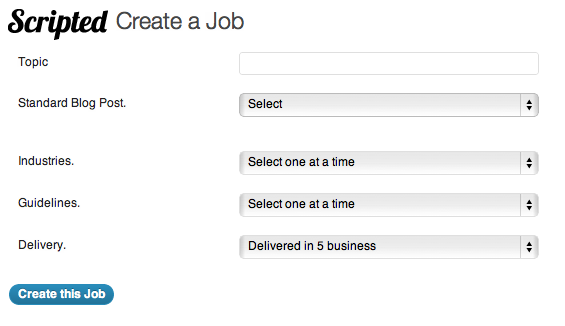 Scripted Create a Job
Topic
Standard Blog Post. Select
Industries. Select one at a time
Guidelines. Select one at a time
Delivery. Delivered in 5 business
Create this Job